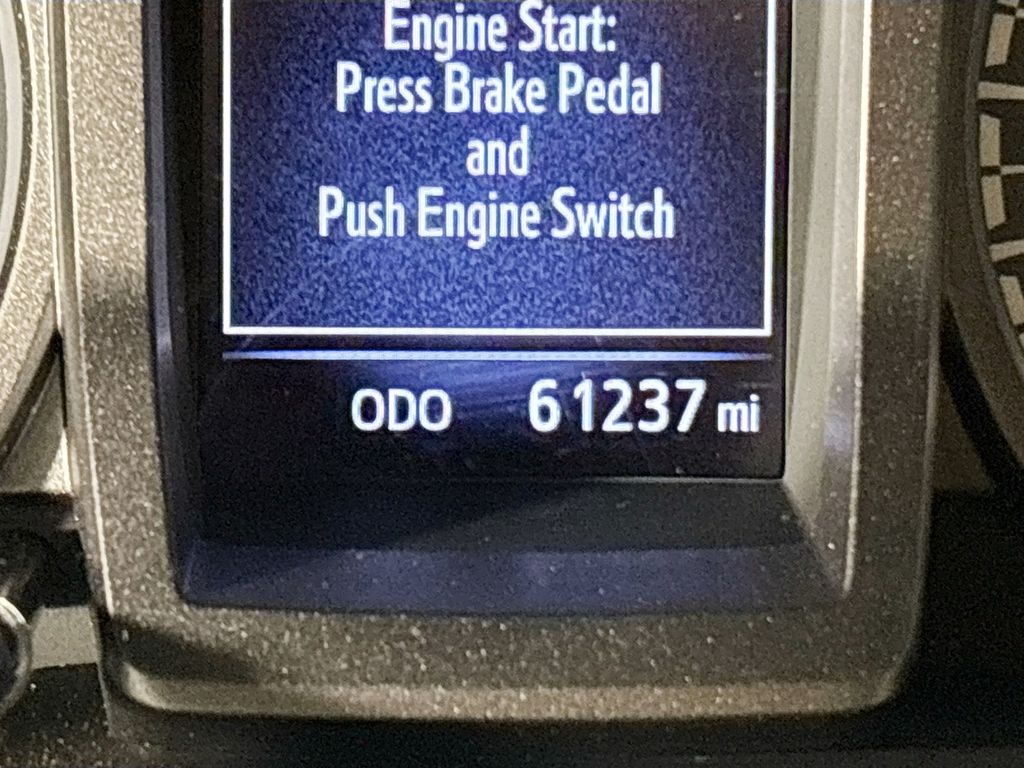 Engine Start:
Press Brake Pedal
and
Push Engine Switch
ODO 61237 mi